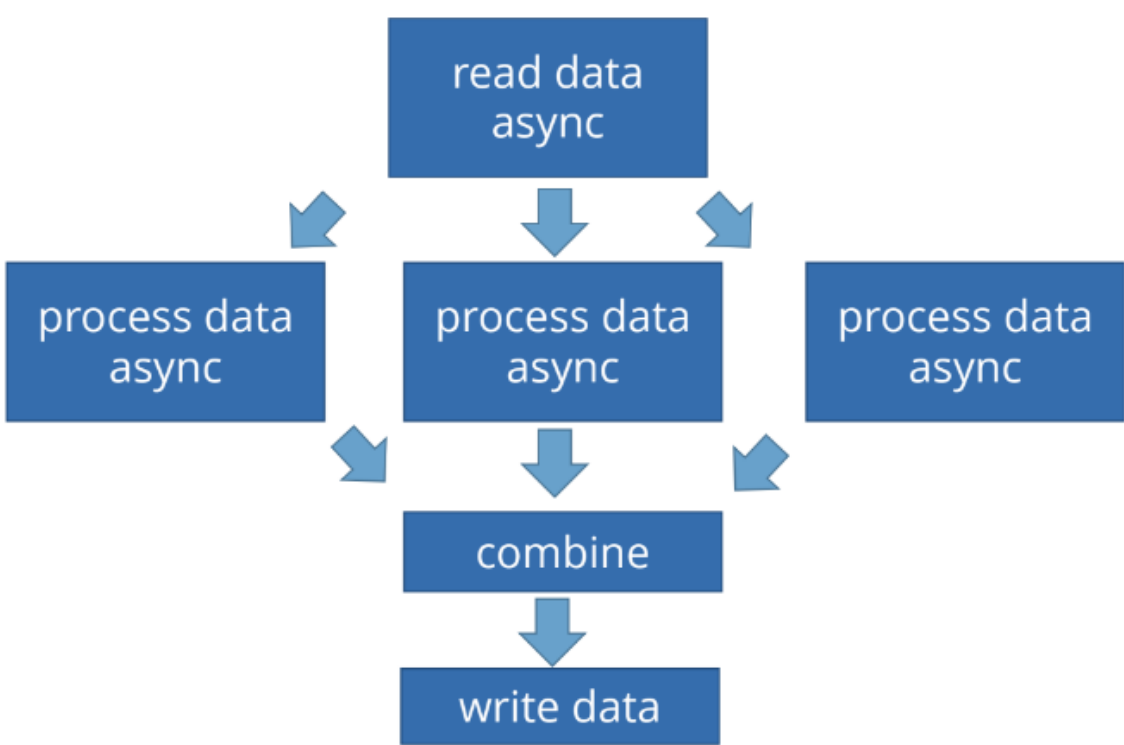 read data
async
process data
async
process data
async
process data
async
combine
write data